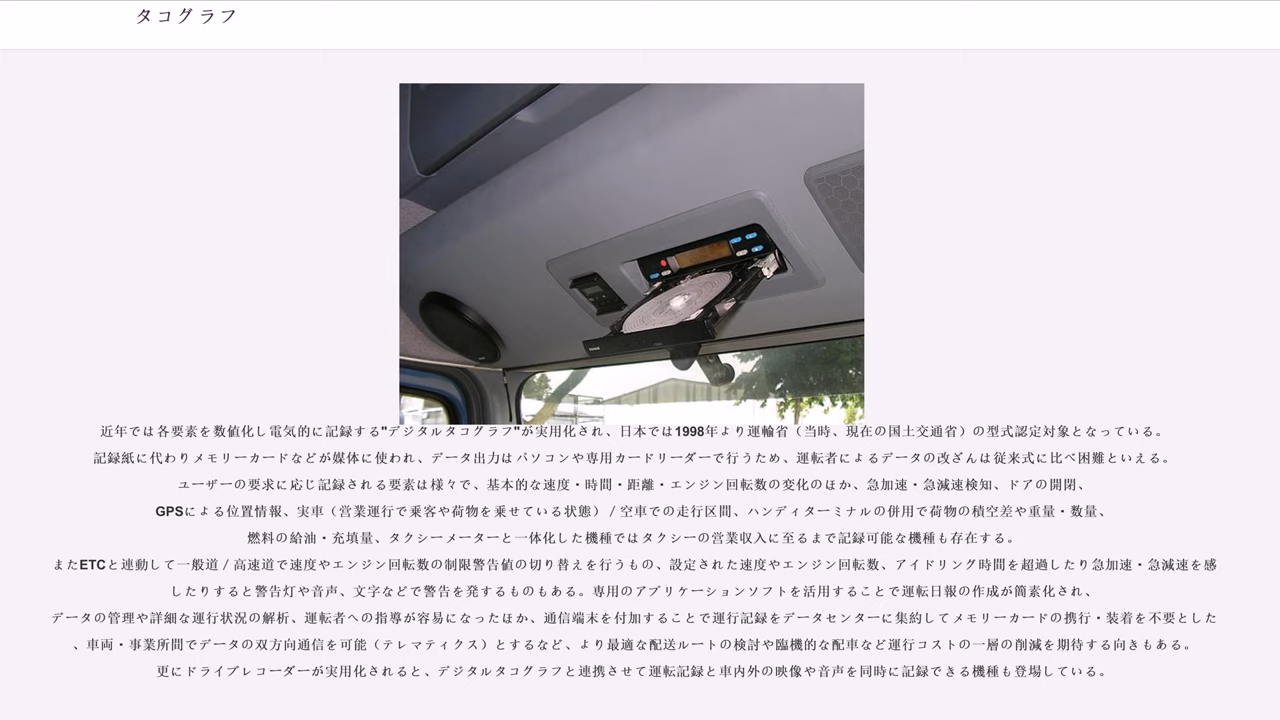 タコグラフ
近年では各要素を数値化し電気的に記録する"デジタルタコグラフ"が実用化され、日本では1998年より運輸省（当時、現在の国土交通省）の型式認定対象となっている。
記録紙に代わりメモリーカードなどが媒体に使われ、データ出力はパソコンや専用カードリーダーで行うため、運転者によるデータの改ざんは従来式に比べ困難といえる。
ユーザーの要求に応じ記録される要素は様々で、基本的な速度・時間・距離・エンジン回転数の変化のほか、急加速・急減速検知、ドアの開閉、
GPSによる位置情報、実車（営業運行で乗客や荷物を乗せている状態）/ 空車での走行区間、ハンディターミナルの併用で荷物の積空差や重量・数量、
燃料の給油・充填量、タクシーメーターと一体化した機種ではタクシーの営業収入に至るまで記録可能な機種も存在する。
またETCと連動して一般道 / 高速道で速度やエンジン回転数の制限警告値の切り替えを行うもの、設定された速度やエンジン回転数、アイドリング時間を超過したり急加速・急減速を感
したりすると警告灯や音声、文字などで警告を発するものもある。専用のアプリケーションソフトを活用することで運転日報の作成が簡素化され、
データの管理や詳細な運行状況の解析、運転者への指導が容易になったほか、通信端末を付加することで運行記録をデータセンターに集約してメモリーカードの携行・装着を不要とした
、車両・事業所間でデータの双方向通信を可能（テレマティクス）とするなど、より最適な配送ルートの検討や臨機的な配車など運行コストの一層の削減を期待する向きもある。
更にドライブレコーダーが実用化されると、デジタルタコグラフと連携させて運転記録と車内外の映像や音声を同時に記録できる機種も登場している。